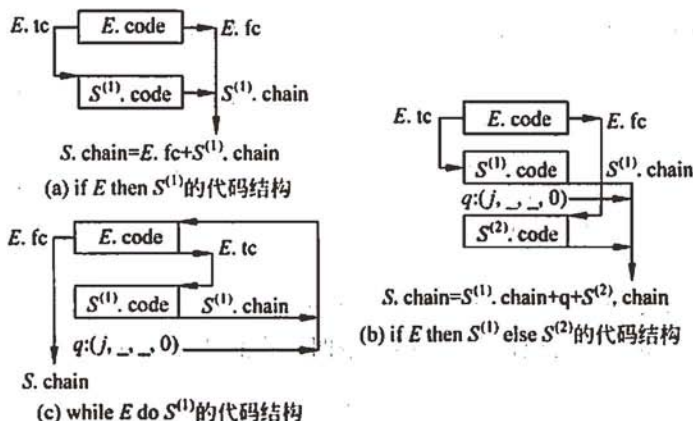 E. tc
E. code
E. fc
S⁽¹⁾. code
S⁽¹⁾. chain
S. chain=E. fc+S⁽¹⁾. chain
(a) if E then S⁽¹⁾的代码结构
E. fc
E. code
E. tc
S⁽¹⁾. code
S⁽¹⁾. chain
q:(j, _, _, 0)
S. chain
(c) while E do S⁽¹⁾的代码结构
E. tc
E. code
E. fc
S⁽¹⁾. code
S⁽¹⁾. chain
q:(j, _, _, 0)
S⁽²⁾. code
S. chain=S⁽¹⁾. chain+q+S⁽²⁾. chain
(b) if E then S⁽¹⁾ else S⁽²⁾的代码结构